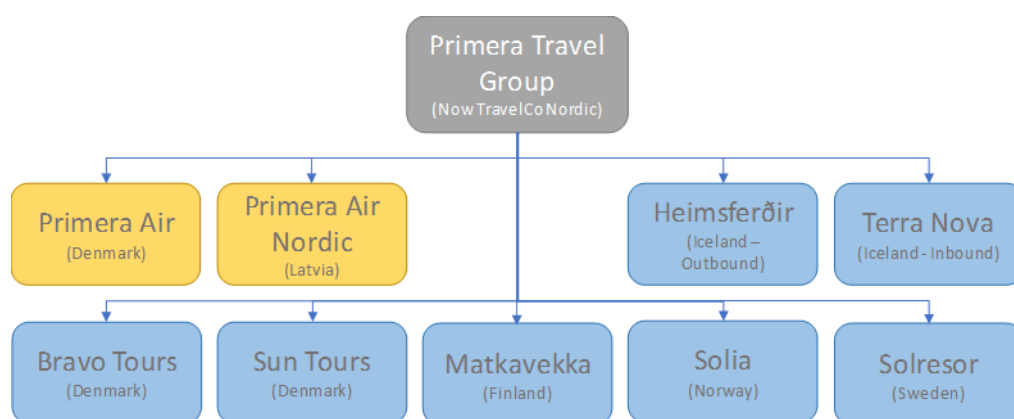 Primera Travel
Group
(Now TravelCo Nordic)
Primera Air
(Denmark)
Primera Air
Nordic
(Latvia)
Heimsferðir
(Iceland –
Outbound)
Terra Nova
(Iceland - Inbound)
Bravo Tours
(Denmark)
Sun Tours
(Denmark)
Matkavekka
(Finland)
Solia
(Norway)
Solresor
(Sweden)